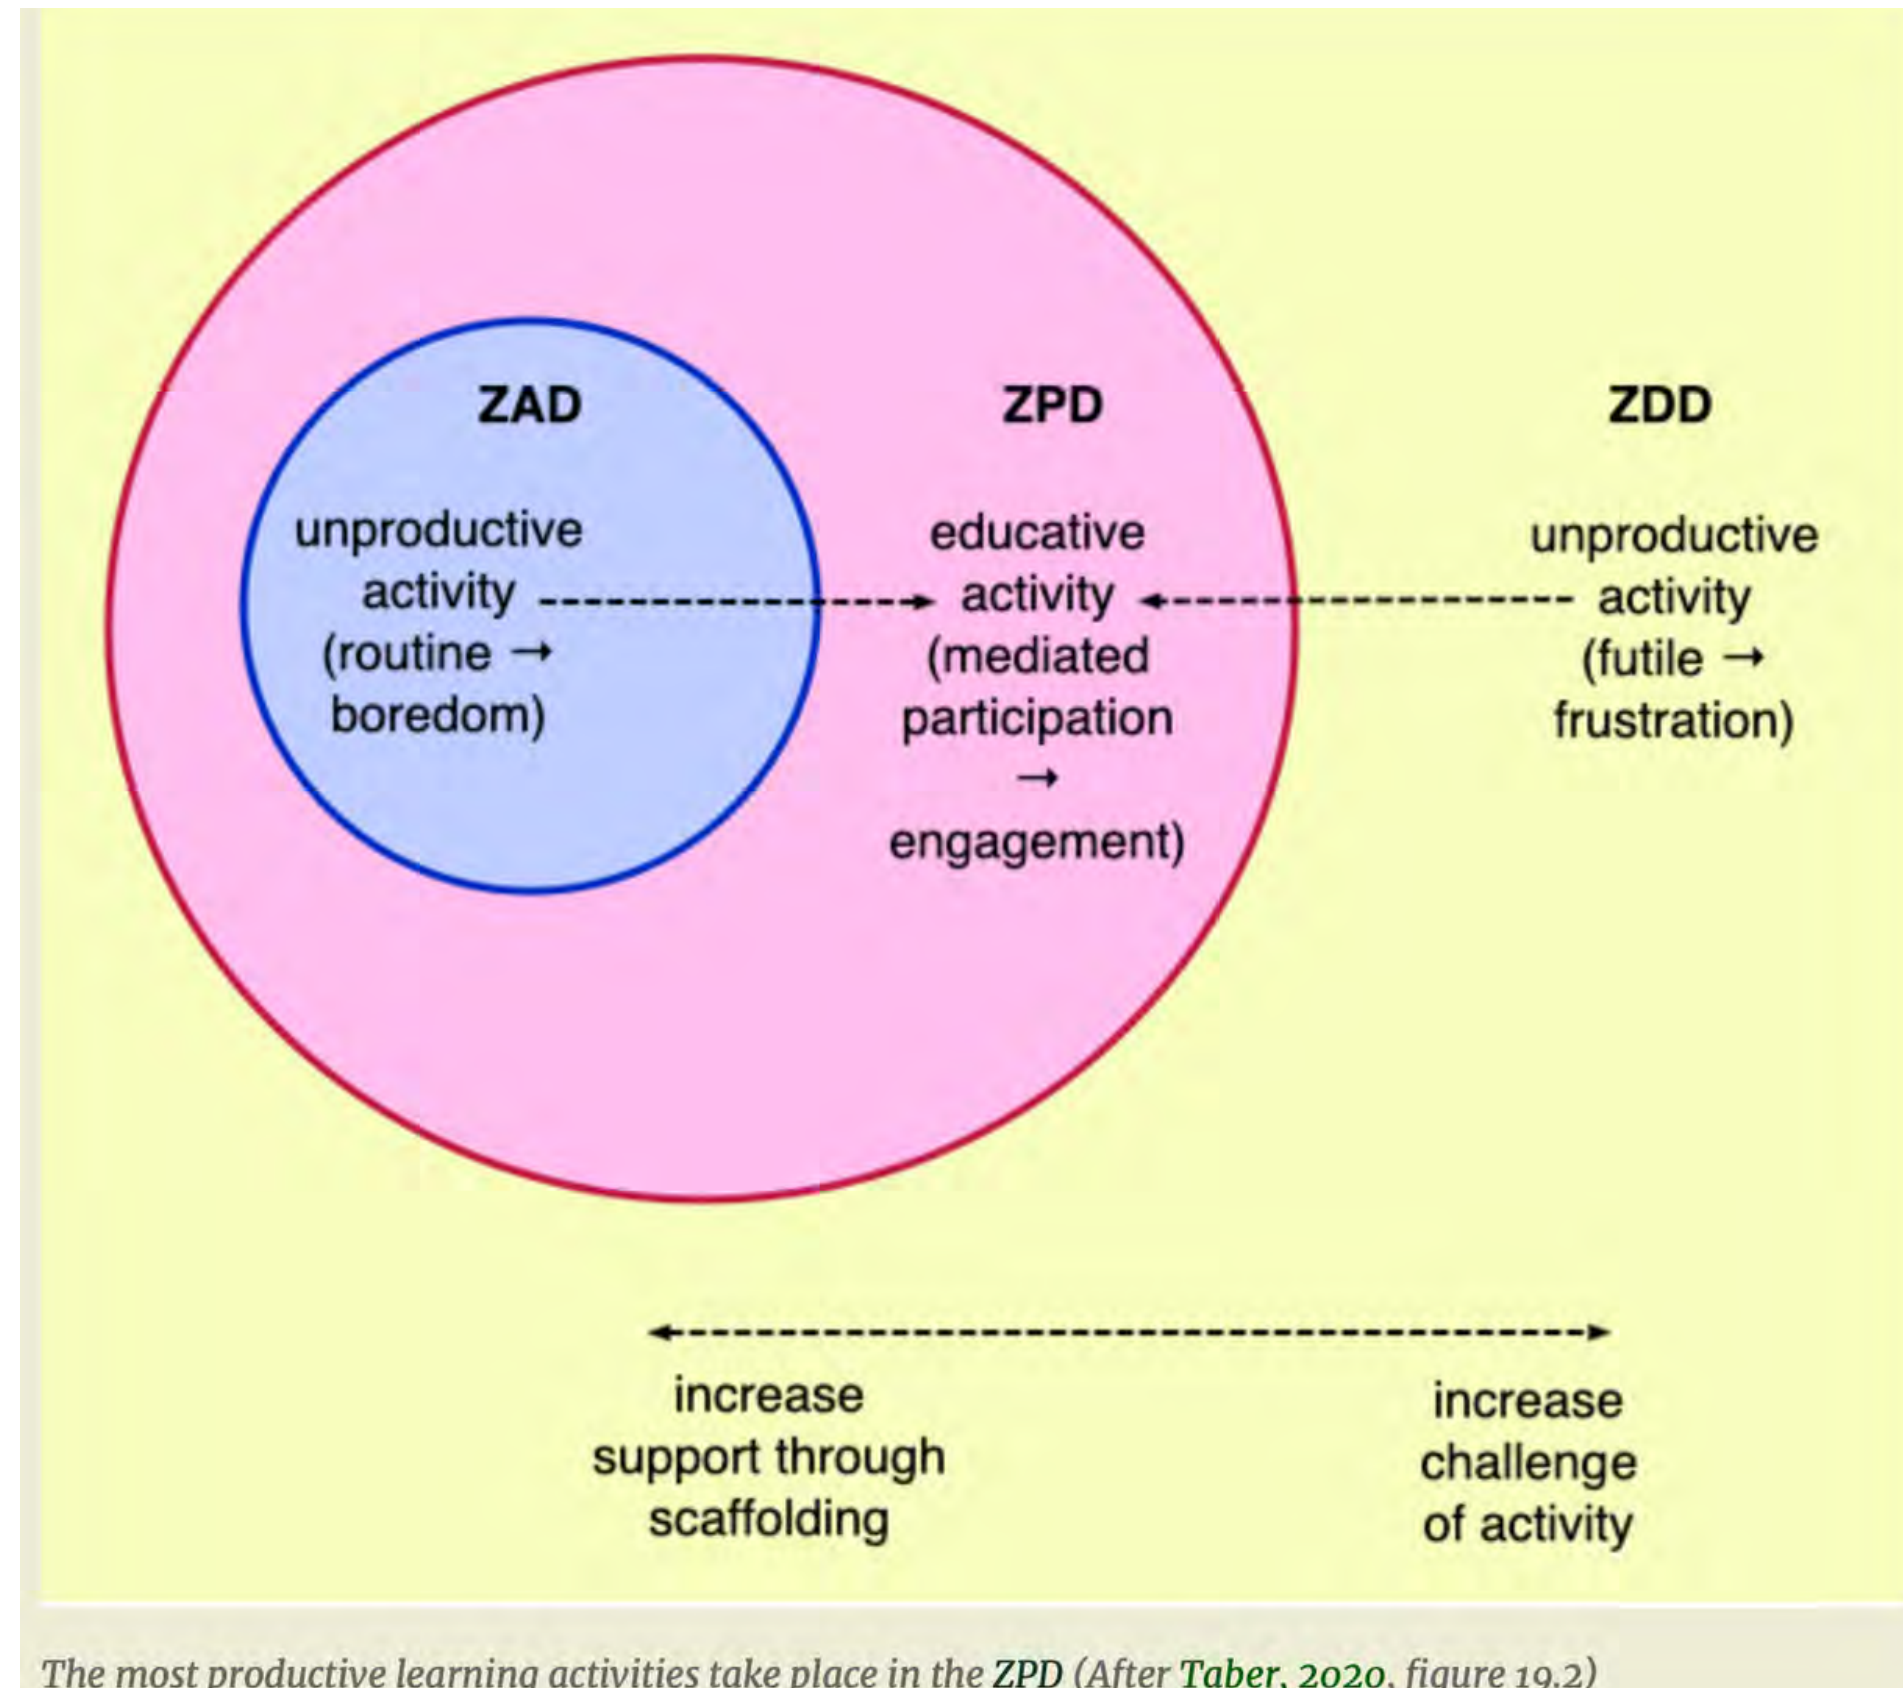 ZAD
unproductive
activity
(routine →
boredom)
ZPD
educative
activity
(mediated
participation
→
engagement)
ZDD
unproductive
activity
(futile →
frustration)
increase
support through
scaffolding
increase
challenge
of activity
The most productive learning activities take place in the ZPD (After Taber, 2020, figure 19.2)